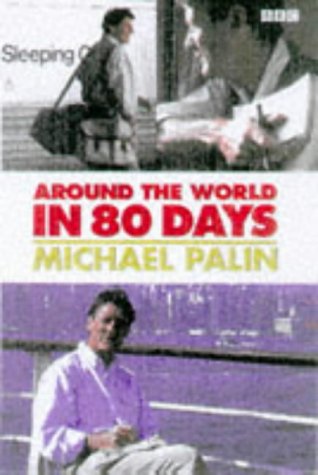 BBC
Sleeping C
AROUND THE WORLD
IN 80 DAYS
MICHAEL PALIN